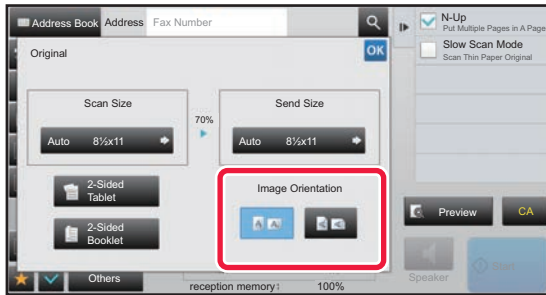 Address Book Address Fax Number
N-Up
Put Multiple Pages in A Page
Slow Scan Mode
Scan Thin Paper Original
Original
OK
Scan Size
70%
Send Size
Auto 8½x11
Auto 8½x11
2-Sided
Tablet
2-Sided
Booklet
Image Orientation
Preview
CA
Others
reception memory: 100%
Speaker
Start